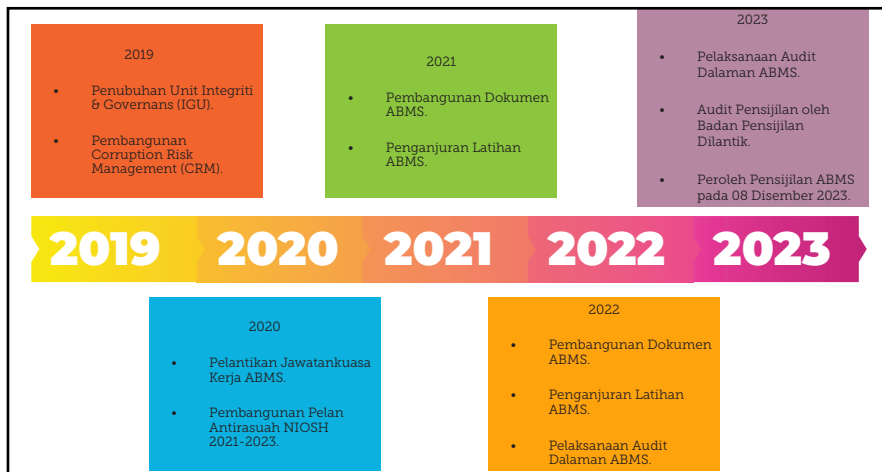 2019
• Penubuhan Unit Integriti
& Governans (IGU).
• Pembangunan
Corruption Risk
Management (CRM).
2021
• Pembangunan Dokumen
ABMS.
• Penganjuran Latihan
ABMS.
2023
• Pelaksanaan Audit
Dalaman ABMS.
• Audit Pensijilan oleh
Badan Pensijilan
Dilantik.
• Peroleh Pensijilan ABMS
pada 08 Disember 2023.
2019 2020 2021 2022 2023
2020
• Pelantikan Jawatankuasa
Kerja ABMS.
• Pembangunan Pelan
Antirasuah NIOSH
2021-2023.
2022
• Pembangunan Dokumen
ABMS.
• Penganjuran Latihan
ABMS.
• Pelaksanaan Audit
Dalaman ABMS.